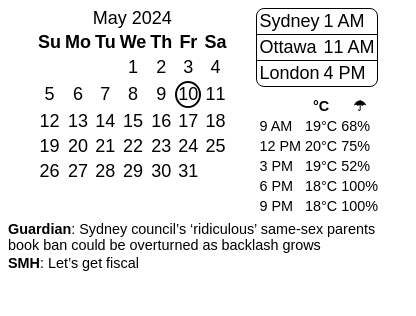 May 2024
Su Mo Tu We Th Fr Sa
1 2 3 4
5 6 7 8 9 10 11
12 13 14 15 16 17 18
19 20 21 22 23 24 25
26 27 28 29 30 31
Sydney 1 AM
Ottawa 11 AM
London 4 PM
°C ☂
9 AM 19°C 68%
12 PM 20°C 75%
3 PM 19°C 52%
6 PM 18°C 100%
9 PM 18°C 100%
Guardian: Sydney council’s ‘ridiculous’ same-sex parents
book ban could be overturned as backlash grows
SMH: Let’s get fiscal